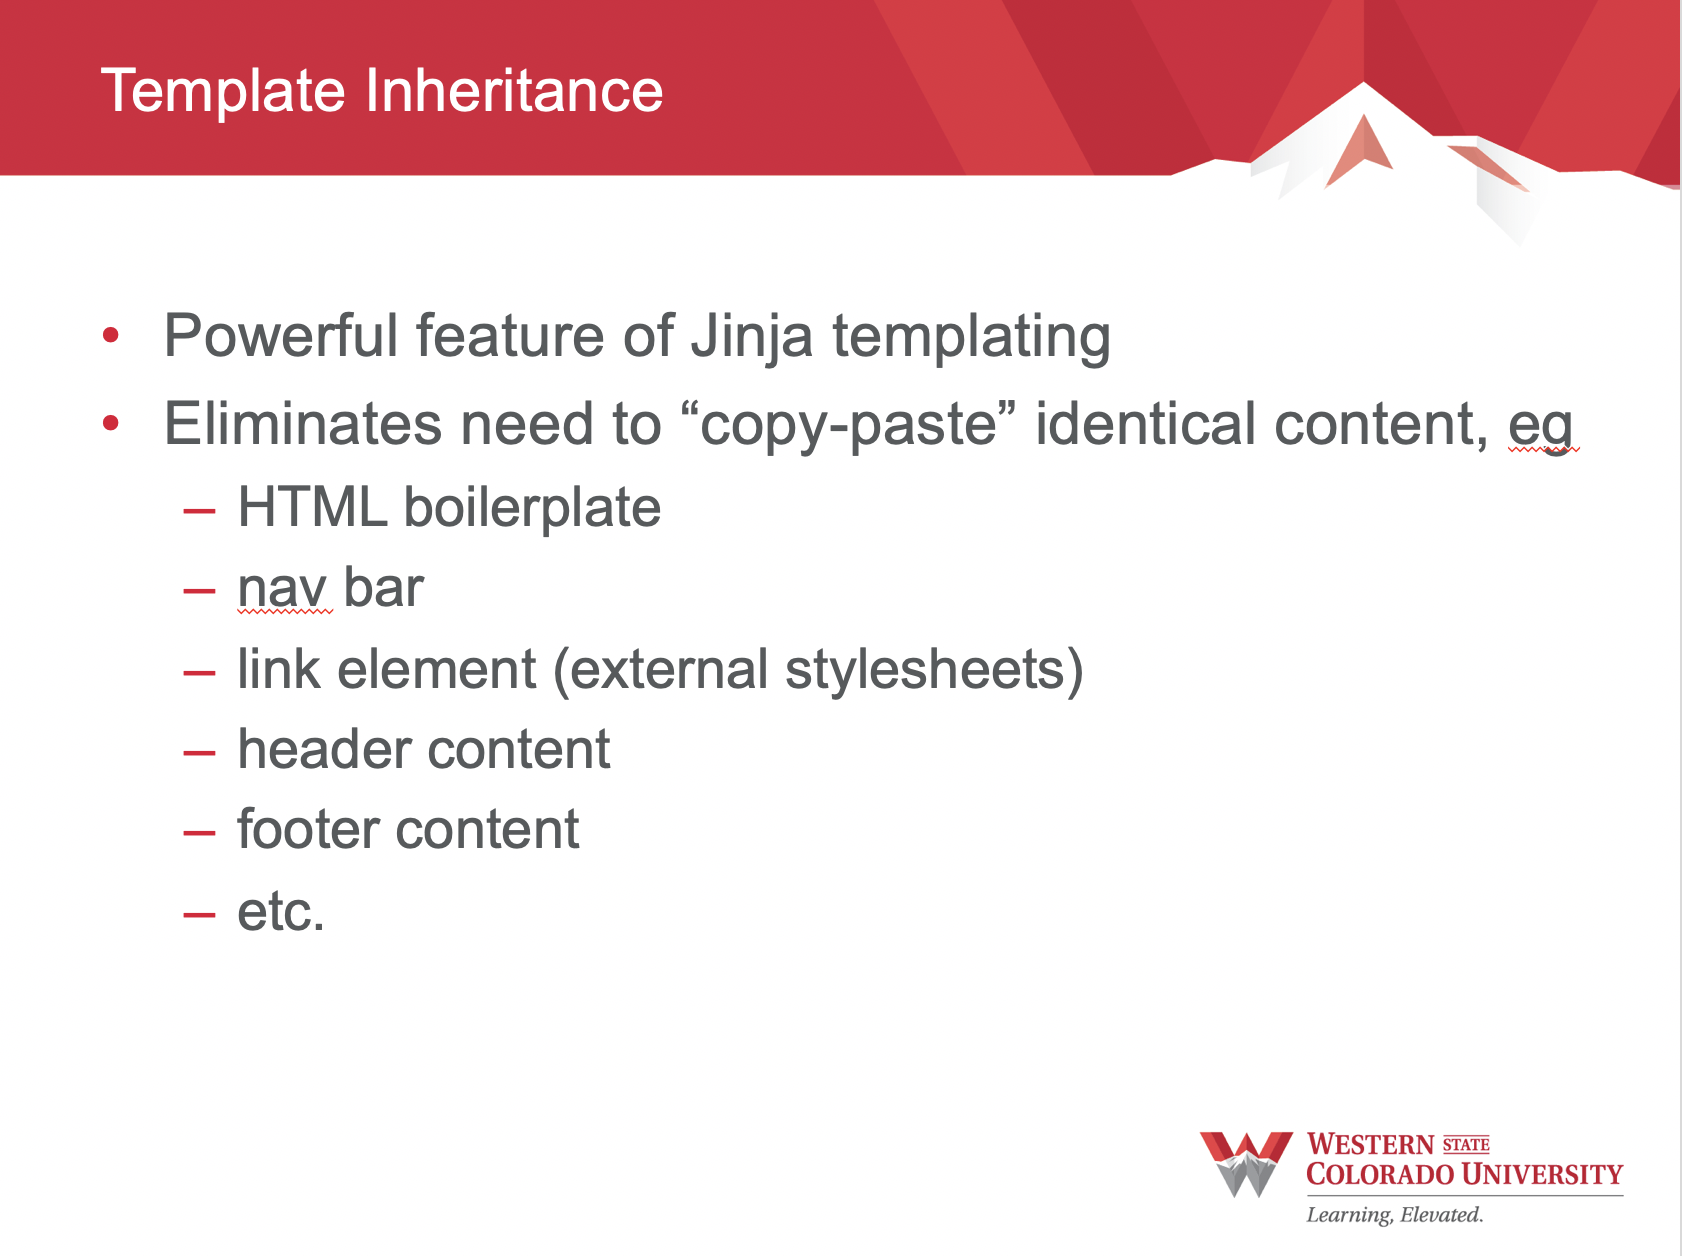 Template Inheritance
• Powerful feature of Jinja templating
• Eliminates need to “copy-paste” identical content, eg
– HTML boilerplate
– nav bar
– link element (external stylesheets)
– header content
– footer content
– etc.
WESTERN STATE
COLORADO UNIVERSITY
Learning, Elevated.